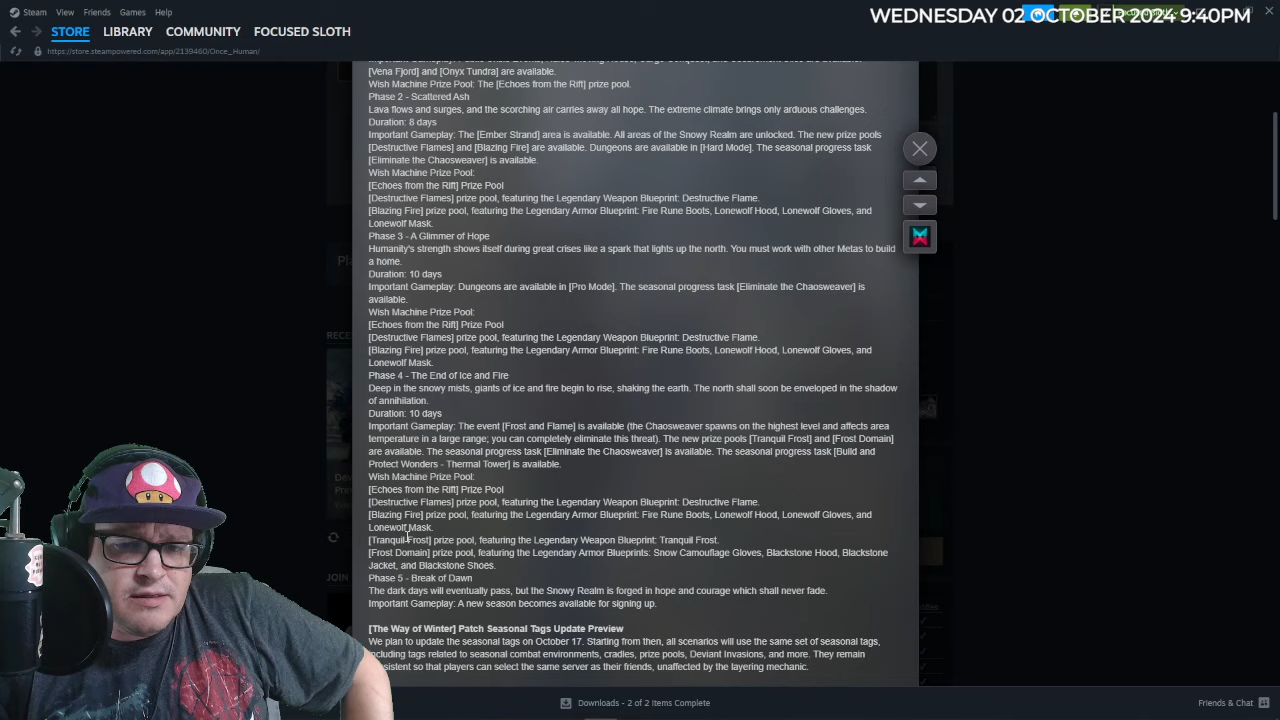 Steam View Friends Games Help
WEDNESDAY 02 OCTOBER 2024 9:40PM
STORE LIBRARY COMMUNITY FOCUSED SLOTH
https://store.steampowered.com/app/2139460/Once_Human/
[Vena Fjord] and [Onyx Tundra] are available.
Wish Machine Prize Pool: The [Echoes from the Rift] prize pool.
Phase 2 - Scattered Ash
Lava flows and surges, and the scorching air carries away all hope. The extreme climate brings only arduous challenges.
Duration: 8 days
Important Gameplay: The [Ember Strand] area is available. All areas of the Snowy Realm are unlocked. The new prize pools
[Destructive Flames] and [Blazing Fire] are available. Dungeons are available in [Hard Mode]. The seasonal progress task
[Eliminate the Chaosweaver] is available.
Wish Machine Prize Pool:
[Echoes from the Rift] Prize Pool
[Destructive Flames] prize pool, featuring the Legendary Weapon Blueprint: Destructive Flame.
[Blazing Fire] prize pool, featuring the Legendary Armor Blueprint: Fire Rune Boots, Lonewolf Hood, Lonewolf Gloves, and
Lonewolf Mask.
Phase 3 - A Glimmer of Hope
Humanity's strength shows itself during great crises like a spark that lights up the north. You must work with other Metas to build
a home.
Duration: 10 days
Important Gameplay: Dungeons are available in [Pro Mode]. The seasonal progress task [Eliminate the Chaosweaver] is
available.
Wish Machine Prize Pool:
[Echoes from the Rift] Prize Pool
[Destructive Flames] prize pool, featuring the Legendary Weapon Blueprint: Destructive Flame.
[Blazing Fire] prize pool, featuring the Legendary Armor Blueprint: Fire Rune Boots, Lonewolf Hood, Lonewolf Gloves, and
Lonewolf Mask.
Phase 4 - The End of Ice and Fire
Deep in the snowy mists, giants of ice and fire begin to rise, shaking the earth. The north shall soon be enveloped in the shadow
of annihilation.
Duration: 10 days
Important Gameplay: The event [Frost and Flame] is available (the Chaosweaver spawns on the highest level and affects area
temperature in a large range; you can completely eliminate this threat). The new prize pools [Tranquil Frost] and [Frost Domain]
are available. The seasonal progress task [Eliminate the Chaosweaver] is available. The seasonal progress task [Build and
Protect Wonders - Thermal Tower] is available.
Wish Machine Prize Pool:
[Echoes from the Rift] Prize Pool
[Destructive Flames] prize pool, featuring the Legendary Weapon Blueprint: Destructive Flame.
[Blazing Fire] prize pool, featuring the Legendary Armor Blueprint: Fire Rune Boots, Lonewolf Hood, Lonewolf Gloves, and
Lonewolf Mask.
[Tranquil Frost] prize pool, featuring the Legendary Weapon Blueprint: Tranquil Frost.
[Frost Domain] prize pool, featuring the Legendary Armor Blueprints: Snow Camouflage Gloves, Blackstone Hood, Blackstone
Jacket, and Blackstone Shoes.
Phase 5 - Break of Dawn
The dark days will eventually pass, but the Snowy Realm is forged in hope and courage which shall never fade.
Important Gameplay: A new season becomes available for signing up.
[The Way of Winter] Patch Seasonal Tags Update Preview
We plan to update the seasonal tags on October 17. Starting from then, all scenarios will use the same set of seasonal tags,
including tags related to seasonal combat environments, cradles, prize pools, Deviant Invasions, and more. They remain
so that players can select the same server as their friends, unaffected by the layering mechanic.
Downloads - 2 of 2 Items Complete
Friends & Chat